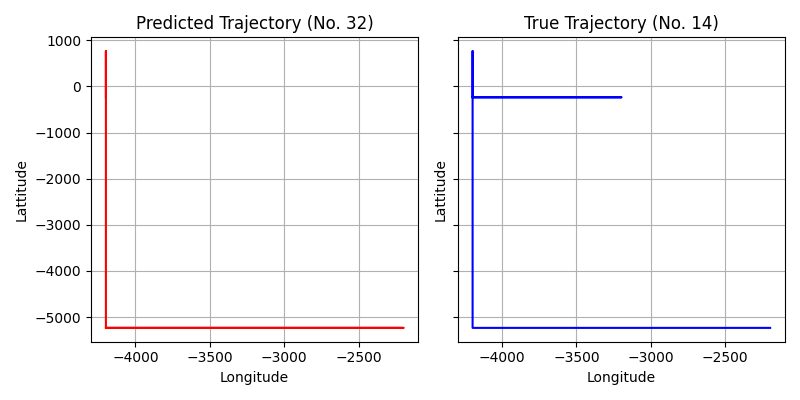 Predicted Trajectory (No. 32)
True Trajectory (No. 14)
1000
0
−1000
−2000
−3000
−4000
−5000
Lattitude
Lattitude
−4000 −3500 −3000 −2500
−4000 −3500 −3000 −2500
Longitude
Longitude